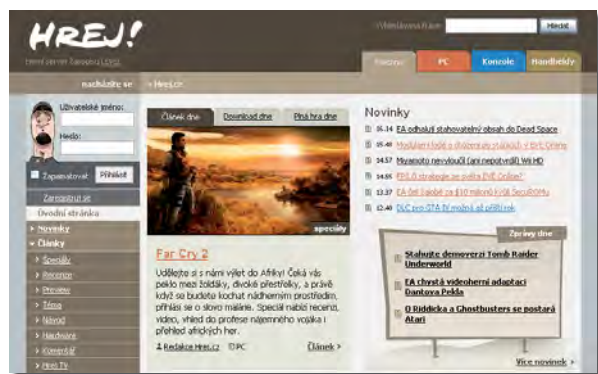 HREJ!
Hledat
PC
Konzole
Handheldy
nacházíte se
» Hrej.cz
Uživatelské jméno:
Heslo:
Zapamatovat
Přihlásit
Zaregistruj se
Úvodní stránka
Novinky
Články
Speciály
Recenze
Preview
Téma
Návod
Hardware
Komentář
Hrej.TV
Článek dne
Download dne
Plná hra dne
speciály
Far Cry 2
Udělejte si s námi výlet do Afriky! Čeká vás
peklo mezi žoldáky, divoké přestřelky, a právě
když se budete kochat nádherným prostředím,
přihlásí se o slovo malárie. Speciál nabízí recenzi,
video, vhled do profese nájemného vojáka i
přehled afrických her.
Redakce Hrej.cz
PC
Článek >
Novinky
EA odhalují stahovatelný obsah do Dead Space
14.57 Miyamoto nevyloučil (ani nepotvrdil) Wii HD
13.37
12.40 DLC pro GTA IV možná až příští rok
Zprávy dne
Stahujte demoverzi Tomb Raider
Underworld
EA chystá videoherní adaptaci
Dantova Pekla
O Riddicka a Ghostbusters se postará
Atari
Více novinek >